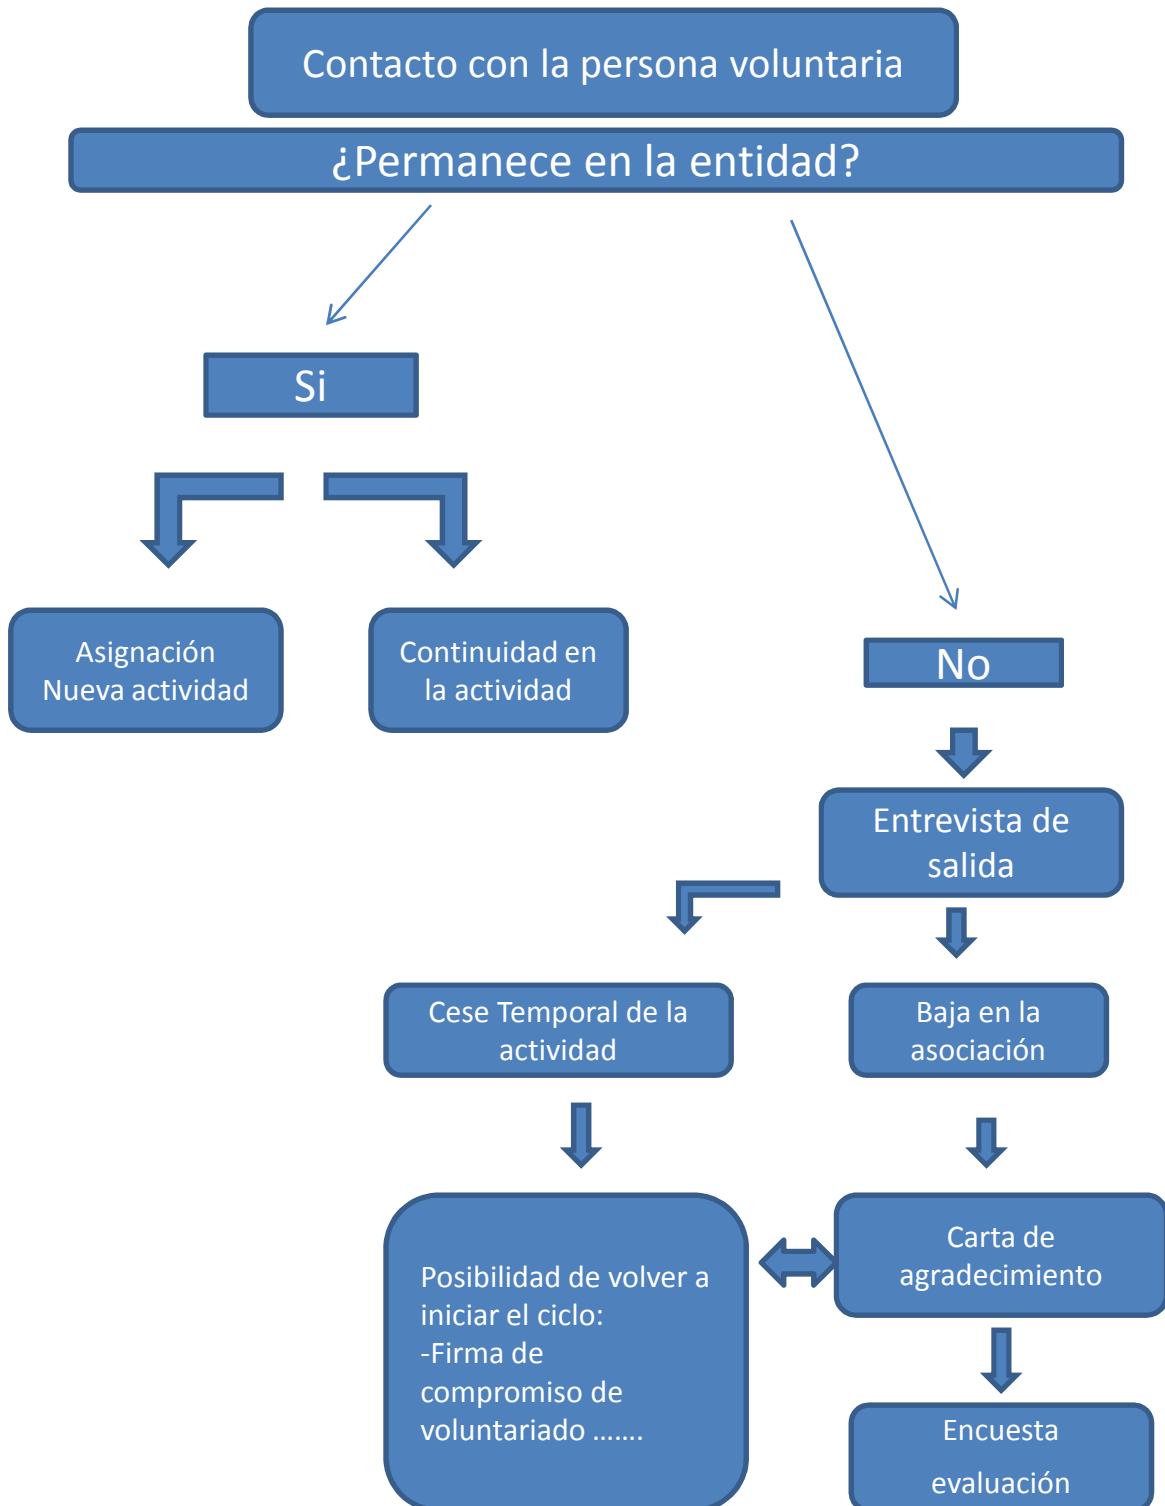 Contacto con la persona voluntaria
¿Permanece en la entidad?
Si
Asignación
Nueva actividad
Continuidad en
la actividad
No
Entrevista de
salida
Cese Temporal de la
actividad
Baja en la
asociación
Posibilidad de volver a
iniciar el ciclo:
-Firma de
compromiso de
voluntariado .......
Carta de
agradecimiento
Encuesta
evaluación